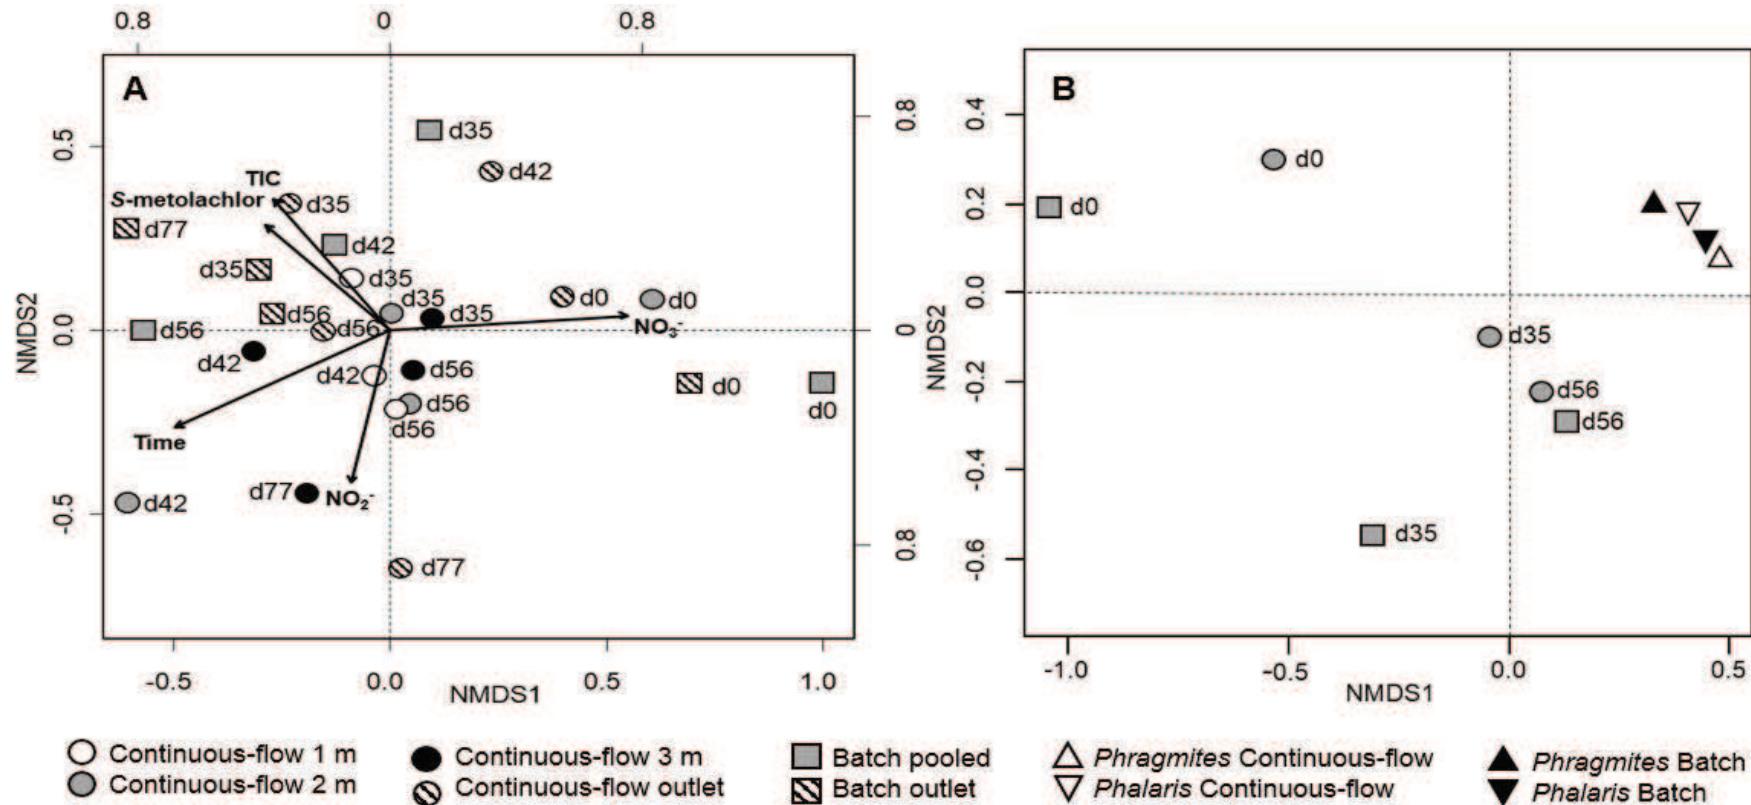 0.8 0 0.8
A
d35
d42
TIC
S-metolachlor
d35
d77
d42
d35
d35
d35
d35
d0
d0
NO3-
d56
d56
d56
d42
d42
d56
d56
d56
d0
d0
Time
d42
d77
NO2-
d77
0.5
0.0
-0.5
NMDS2
0.8
0
0.8
-0.5 0.0 0.5 1.0
NMDS1
B
d0
d0
d35
d56
d56
d35
0.4
0.2
0.0
-0.2
-0.4
-0.6
NMDS2
-1.0 -0.5 0.0 0.5
NMDS1
Continuous-flow 1 m
Continuous-flow 2 m
Continuous-flow 3 m
Continuous-flow outlet
Batch pooled
Batch outlet
Phragmites Continuous-flow
Phalaris Continuous-flow
Phragmites Batch
Phalaris Batch